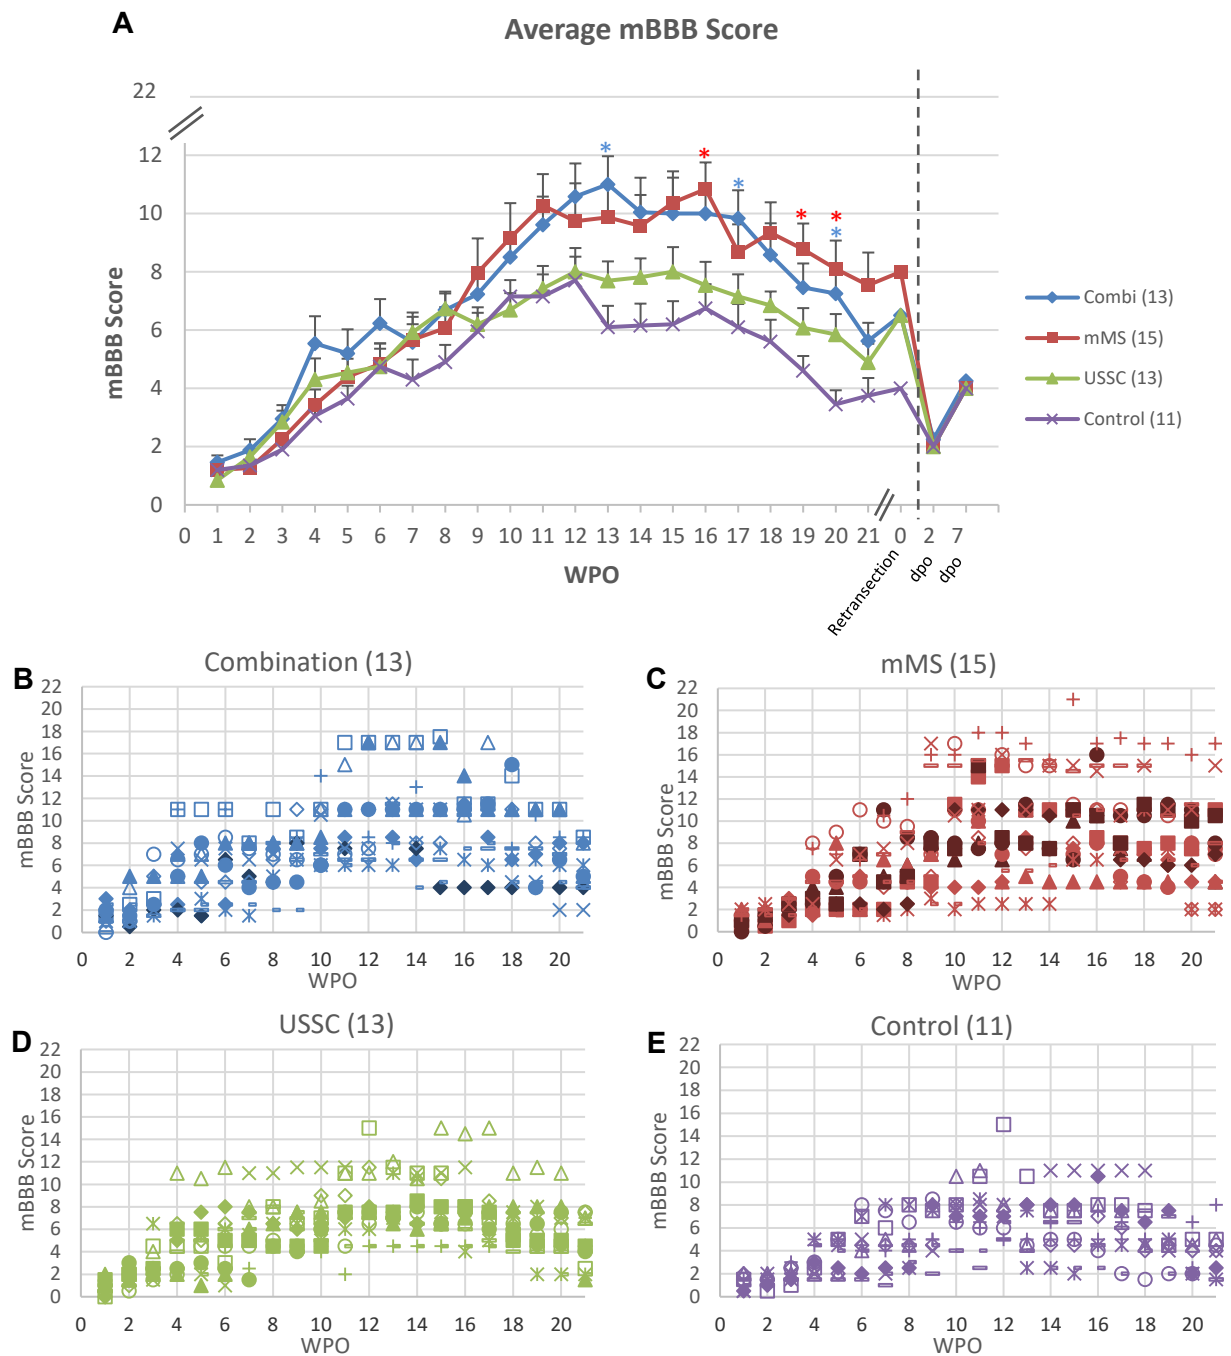 A
Average mBBB Score
22
12
10
8
6
4
2
0
mBBB Score
0 1 2 3 4 5 6 7 8 9 10 11 12 13 14 15 16 17 18 19 20 21 0 2 7
Retransection dpo dpo
WPO
* * * * * *
Combi (13)
mMS (15)
USSC (13)
Control (11)
B
Combination (13)
22
20
18
16
14
12
10
8
6
4
2
0
mBBB Score
0 2 4 6 8 10 12 14 16 18 20
WPO
C
mMS (15)
22
20
18
16
14
12
10
8
6
4
2
0
mBBB Score
0 2 4 6 8 10 12 14 16 18 20
WPO
D
USSC (13)
22
20
18
16
14
12
10
8
6
4
2
0
mBBB Score
0 2 4 6 8 10 12 14 16 18 20
WPO
E
Control (11)
22
20
18
16
14
12
10
8
6
4
2
0
mBBB Score
0 2 4 6 8 10 12 14 16 18 20
WPO